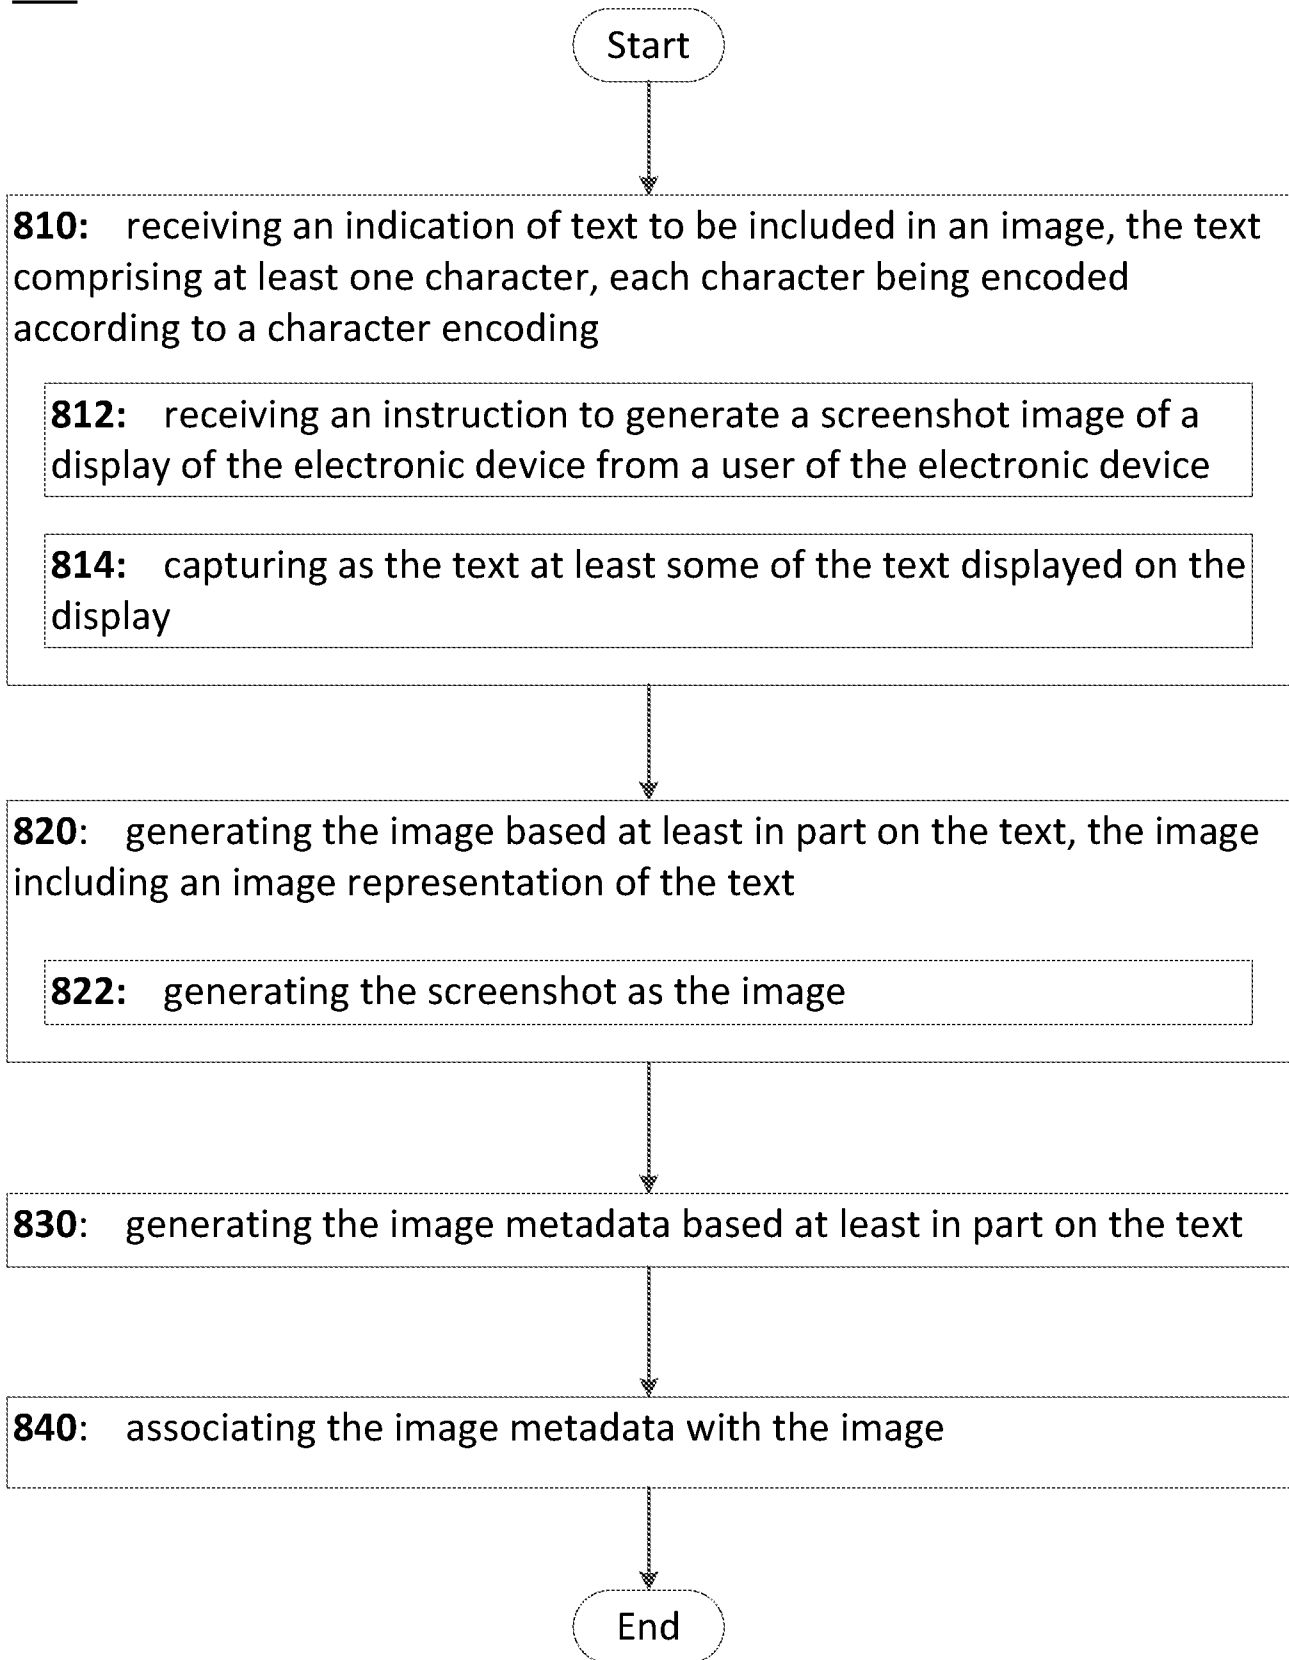 Start
810: receiving an indication of text to be included in an image, the text
comprising at least one character, each character being encoded
according to a character encoding
812: receiving an instruction to generate a screenshot image of a
display of the electronic device from a user of the electronic device
814: capturing as the text at least some of the text displayed on the
display
820: generating the image based at least in part on the text, the image
including an image representation of the text
822: generating the screenshot as the image
830: generating the image metadata based at least in part on the text
840: associating the image metadata with the image
End